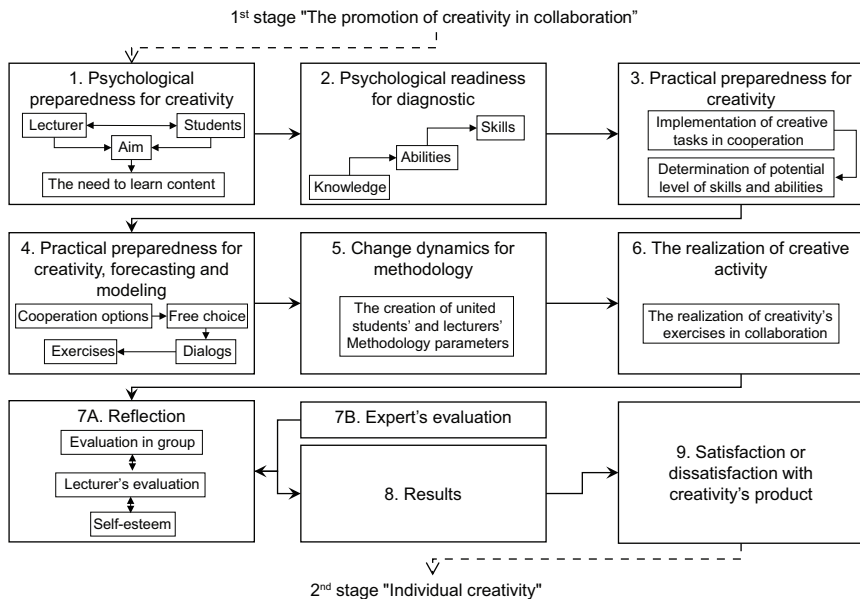 1st stage "The promotion of creativity in collaboration”
1. Psychological
preparedness for creativity
Lecturer
Students
Aim
The need to learn content
2. Psychological readiness
for diagnostic
Skills
Abilities
Knowledge
3. Practical preparedness for
creativity
Implementation of creative
tasks in cooperation
Determination of potential
level of skills and abilities
4. Practical preparedness for
creativity, forecasting and
modeling
Cooperation options
Free choice
Exercises
Dialogs
5. Change dynamics for
methodology
The creation of united
students’ and lecturers’
Methodology parameters
6. The realization of creative
activity
The realization of creativity’s
exercises in collaboration
7A. Reflection
Evaluation in group
Lecturer’s evaluation
Self-esteem
7B. Expert’s evaluation
8. Results
9. Satisfaction or
dissatisfaction with
creativity’s product
2nd stage "Individual creativity"